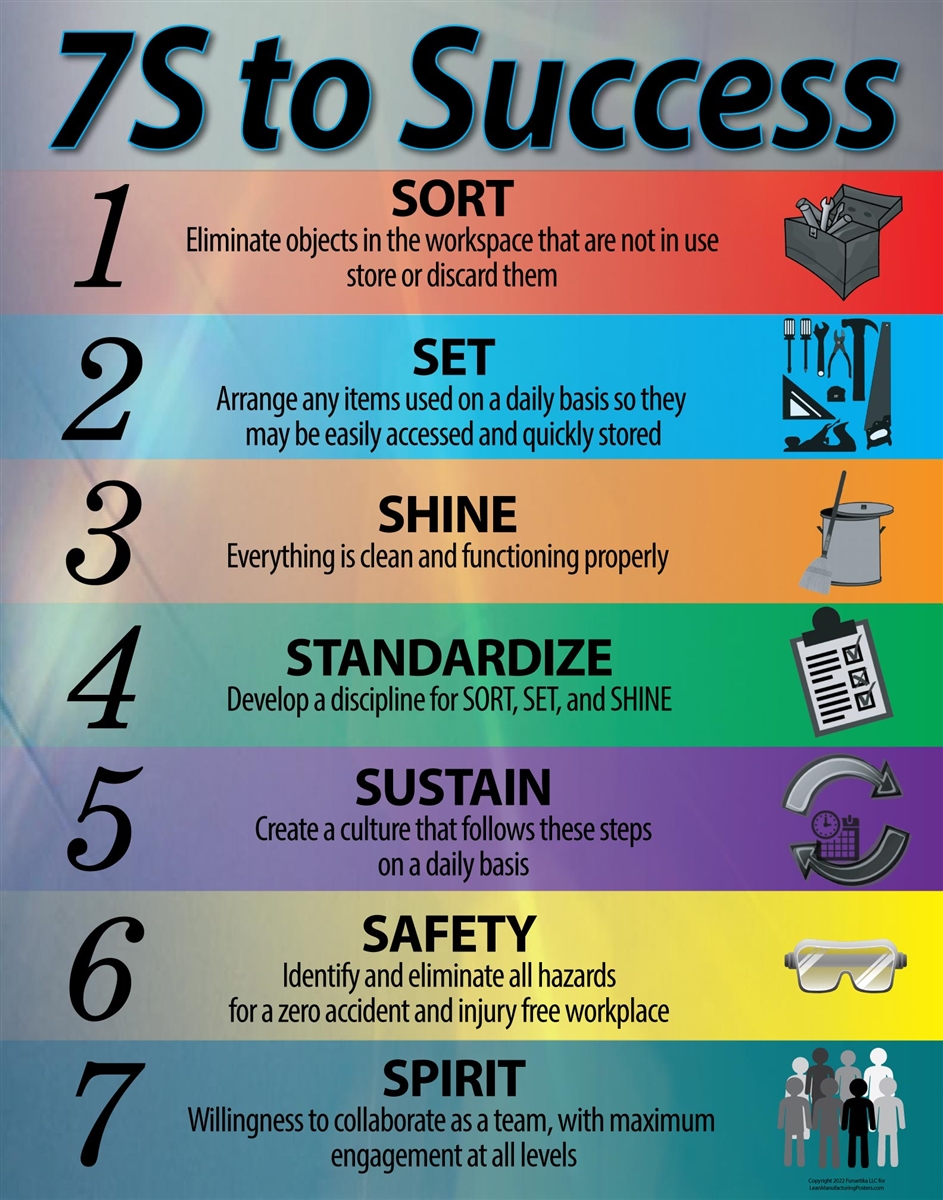 7S to Success
1
SORT
Eliminate objects in the workspace that are not in use
store or discard them
2
SET
Arrange any items used on a daily basis so they
may be easily accessed and quickly stored
3
SHINE
Everything is clean and functioning properly
4
STANDARDIZE
Develop a discipline for SORT, SET, and SHINE
5
SUSTAIN
Create a culture that follows these steps
on a daily basis
6
SAFETY
Identify and eliminate all hazards
for a zero accident and injury free workplace
7
SPIRIT
Willingness to collaborate as a team, with maximum
engagement at all levels
Copyright 2022
LeanManufacturingPosters.com